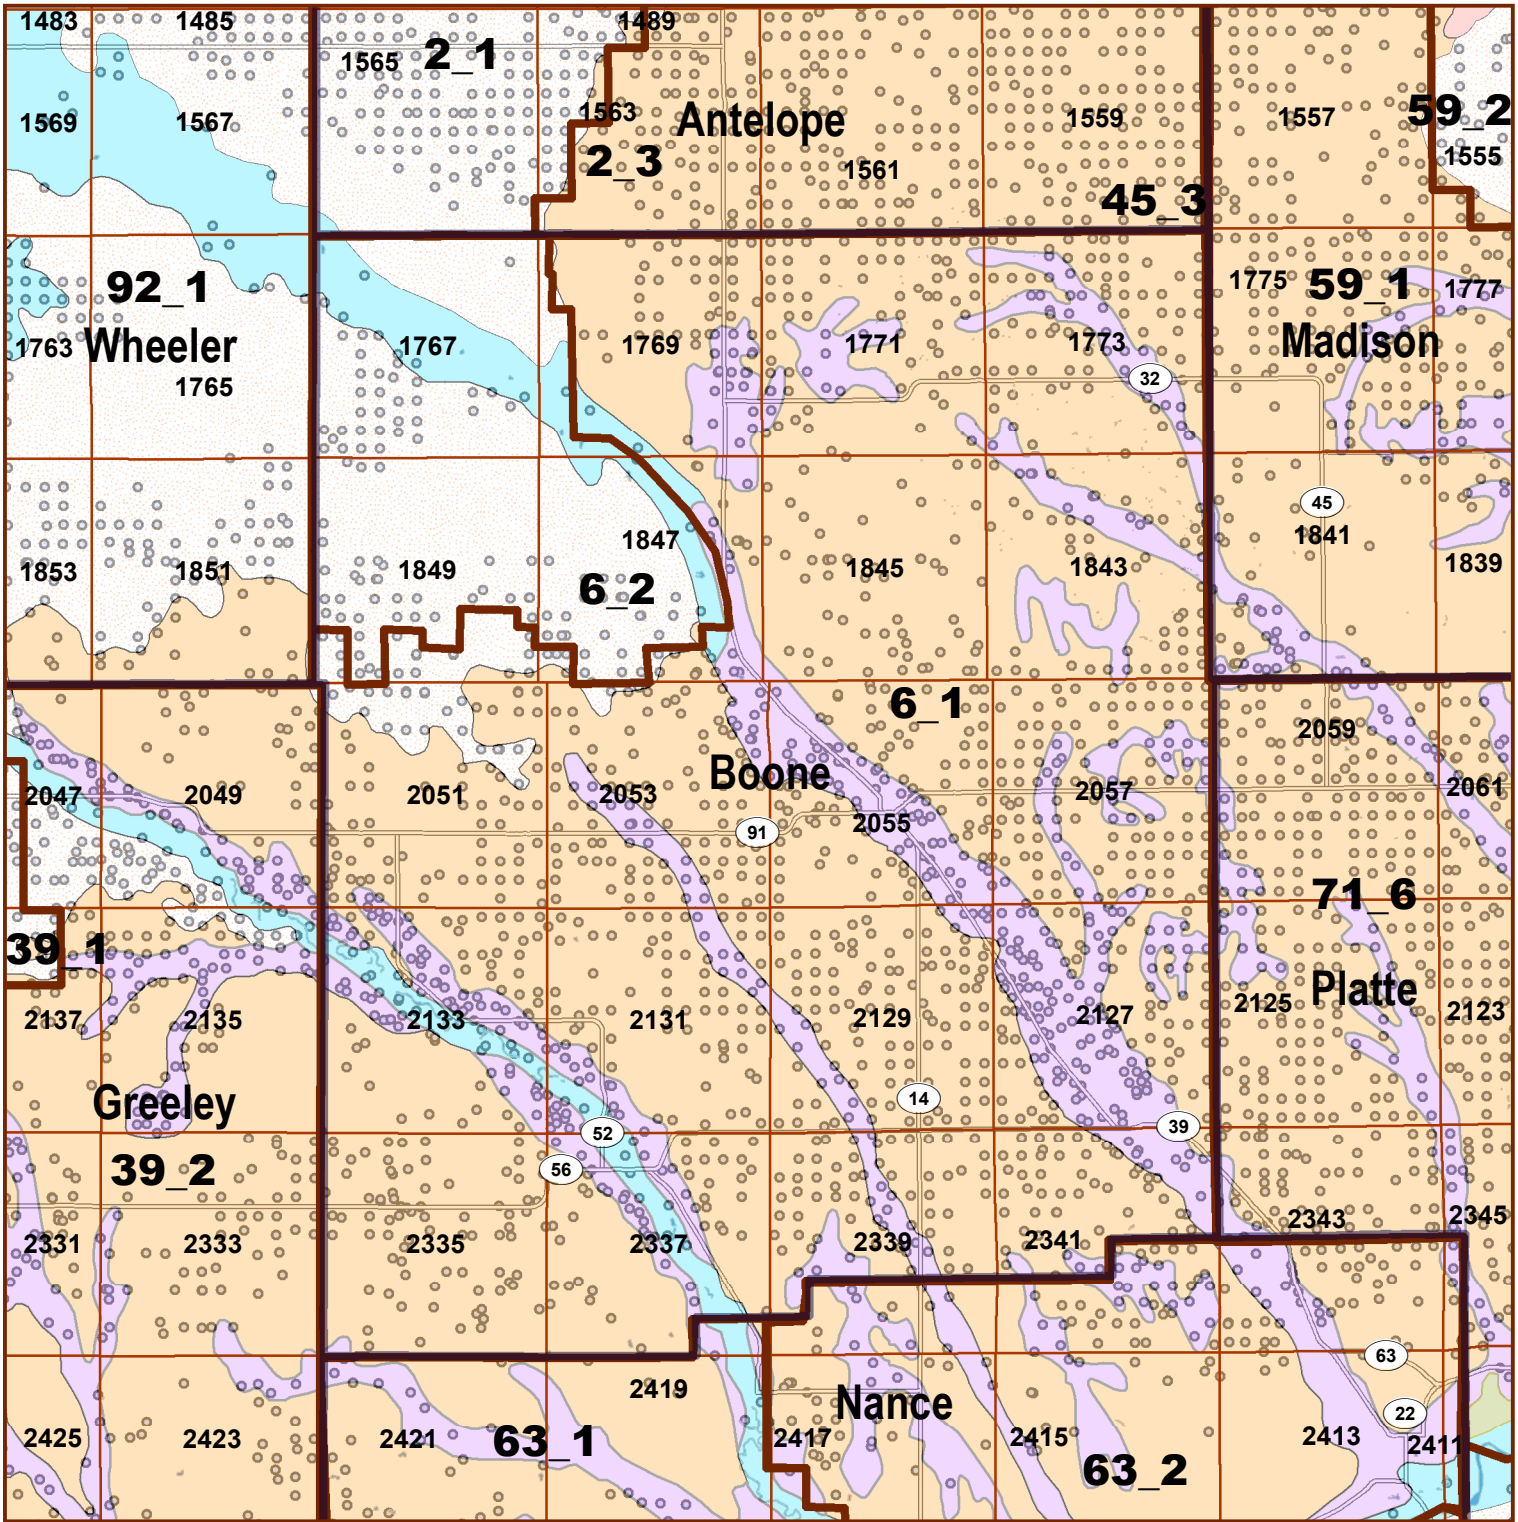 1483 1485 1489
1565 2_1
1569 1567 1563 Antelope 1559 1557 59_2
2_3 1561 1555
45_3
92_1 1775 59_1 1777
1763 Wheeler 1767 1769 1771 1773 Madison
1765 32
45
1847 1841
1853 1851 1849 6_2 1845 1843 1839
6_1
2059
Boone
2047 2049 2051 2053 2057 2061
91 2055
71_6
39_1
Platte
2137 2135 2133 2131 2129 2127 2125 2123
Greeley 14
52 39
39_2 56
2331 2333 2335 2337 2339 2341 2343 2345
63
2419 Nance
22
2425 2423 2421 63_1 2417 2415 2413 2411
63_2